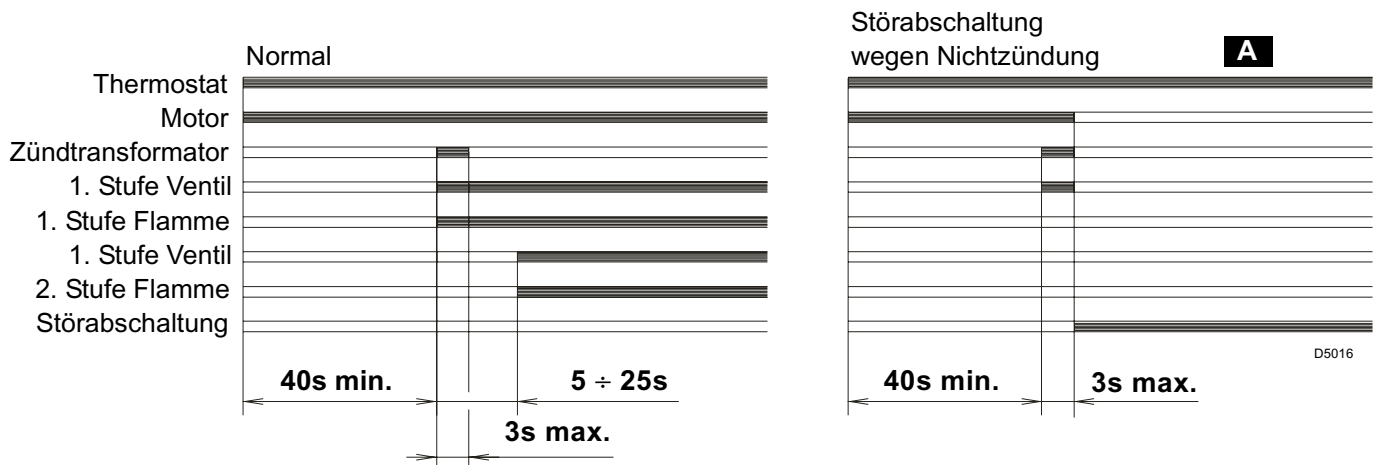 Normal
Störabschaltung
wegen Nichtzündung
A
Thermostat
Motor
Zündtransformator
1. Stufe Ventil
1. Stufe Flamme
1. Stufe Ventil
2. Stufe Flamme
Störabschaltung
D5016
40s min.
5 ÷ 25s
3s max.
40s min.
3s max.